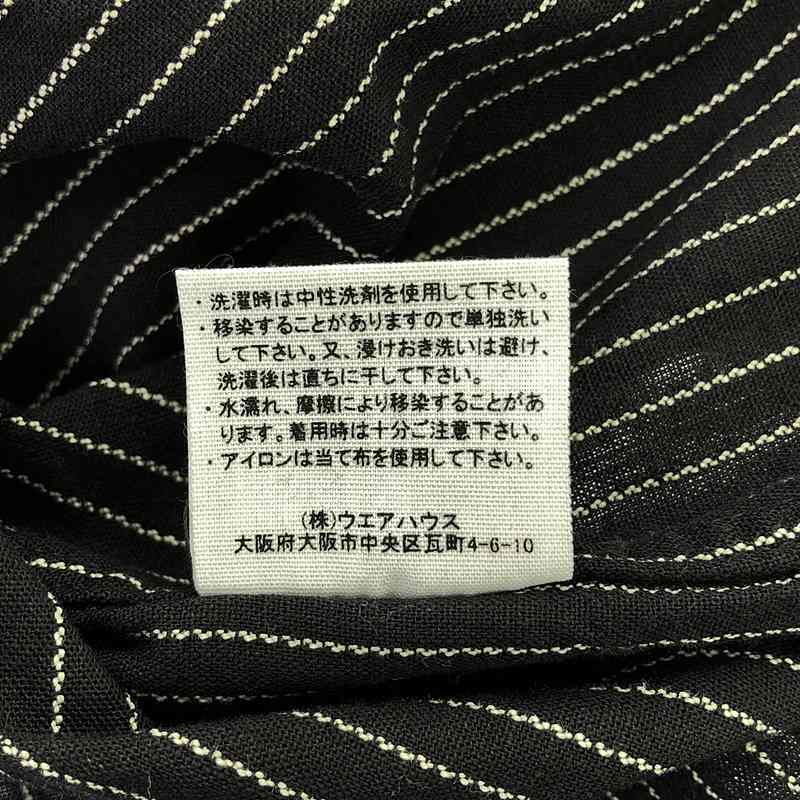 ・洗濯時は中性洗剤を使用して下さい。
・移染することがありますので単独洗い
して下さい。又、浸けおき洗いは避け、
洗濯後は直ちに干して下さい。
・水濡れ、摩擦により移染することがあ
ります。着用時は十分ご注意下さい。
・アイロンは当て布を使用して下さい。
(株)ウエアハウス
大阪府大阪市中央区瓦町4-6-10